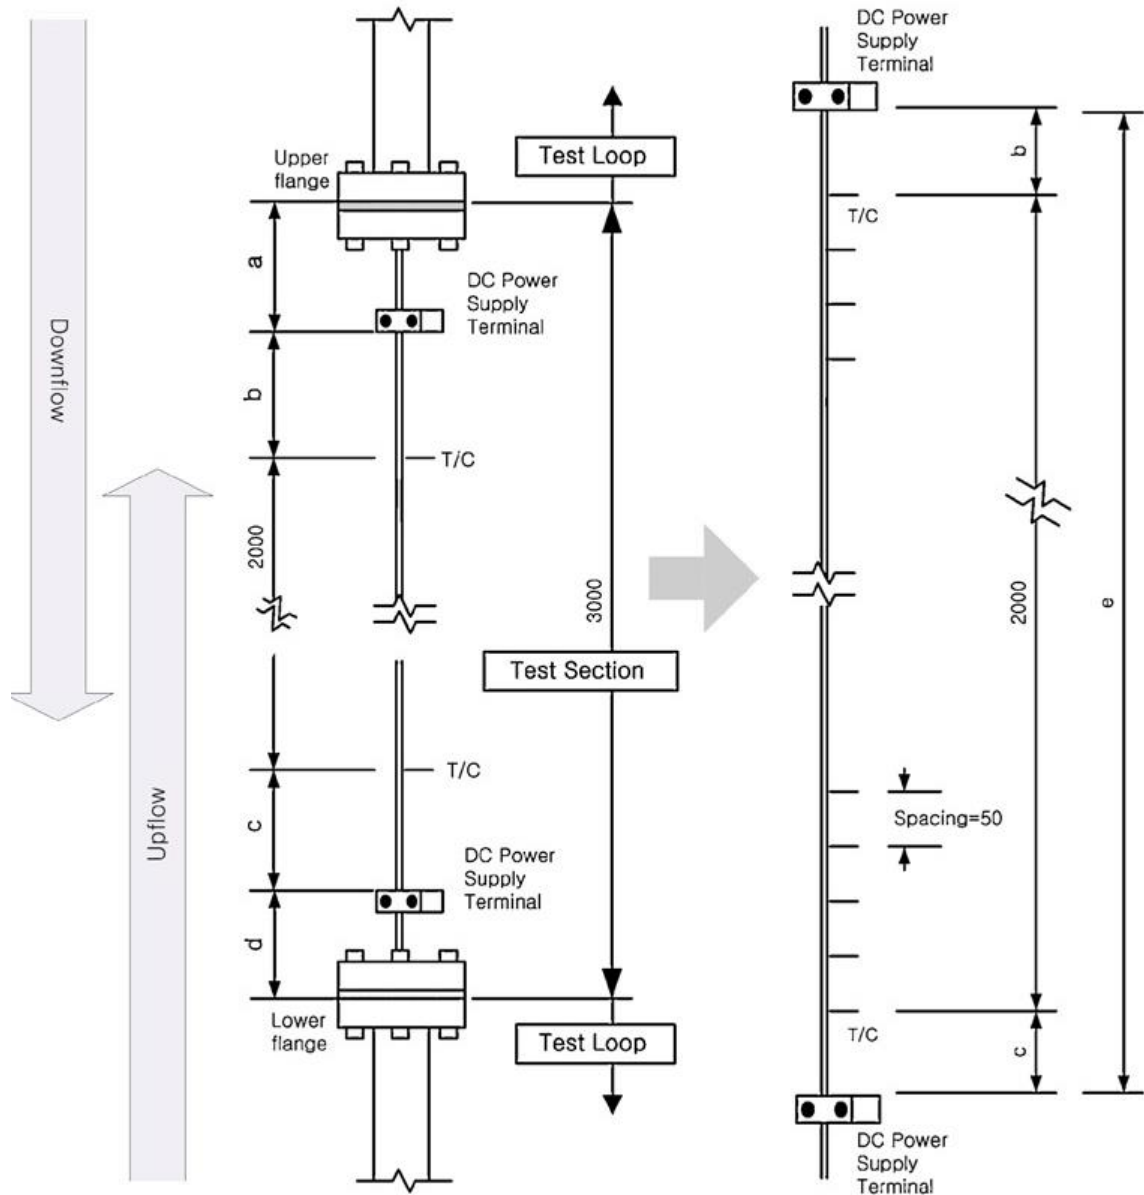 Downflow
Upflow
Upper
flange
a
b
2000
c
d
Lower
flange
DC Power
Supply
Terminal
T/C
T/C
DC Power
Supply
Terminal
Test Loop
3000
Test Section
Test Loop
DC Power
Supply
Terminal
b
T/C
2000
e
Spacing=50
T/C
c
DC Power
Supply
Terminal